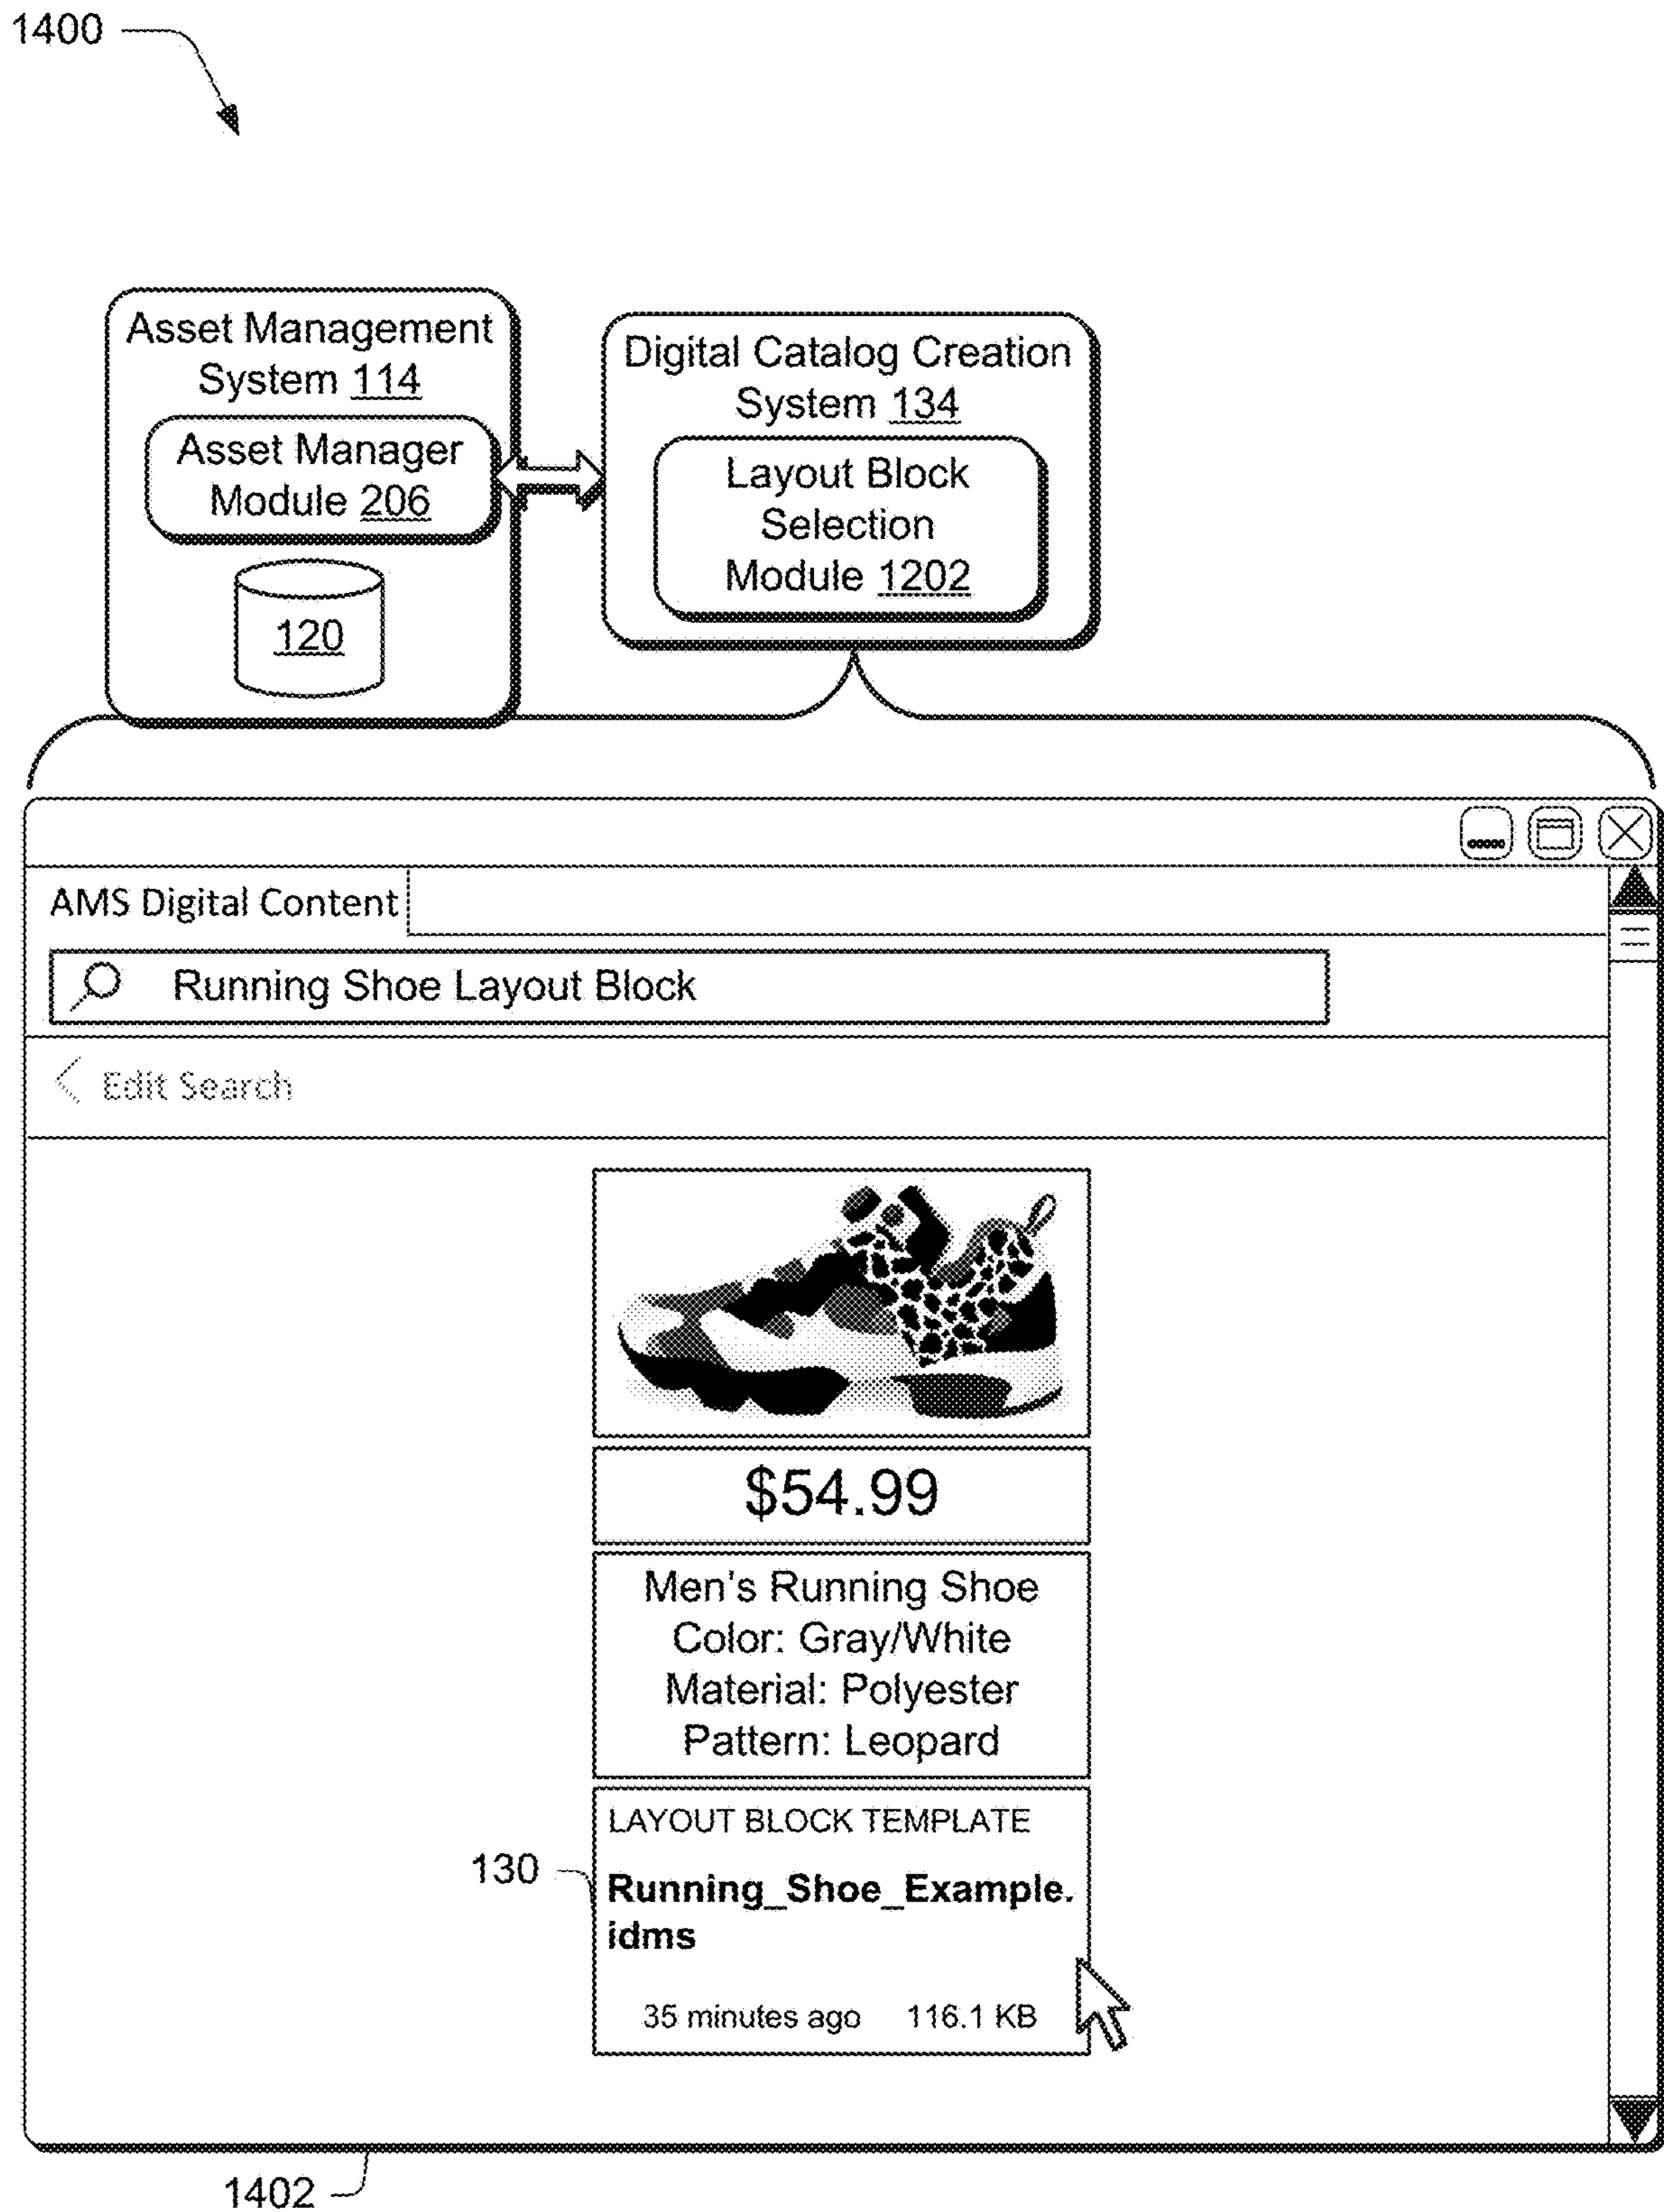 1400
Asset Management
System 114
Asset Manager
Module 206
120
Digital Catalog Creation
System 134
Layout Block
Selection
Module 1202
AMS Digital Content
Running Shoe Layout Block
Edit Search
$54.99
Men's Running Shoe
Color: Gray/White
Material: Polyester
Pattern: Leopard
LAYOUT BLOCK TEMPLATE
130
Running_Shoe_Example.
idms
35 minutes ago 116.1 KB
1402